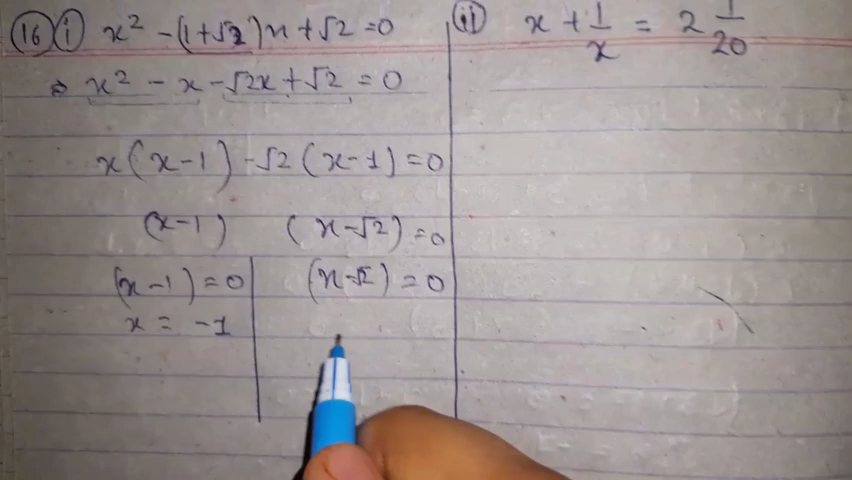 16 i x² - (1+√2)x + √2 = 0
⇒ x² - x - √2x + √2 = 0
x(x-1) - √2(x-1) = 0
(x-1) (x-√2) = 0
(x-1) = 0 (x-√2) = 0
x = -1
ii x + 1/x = 2 1/20